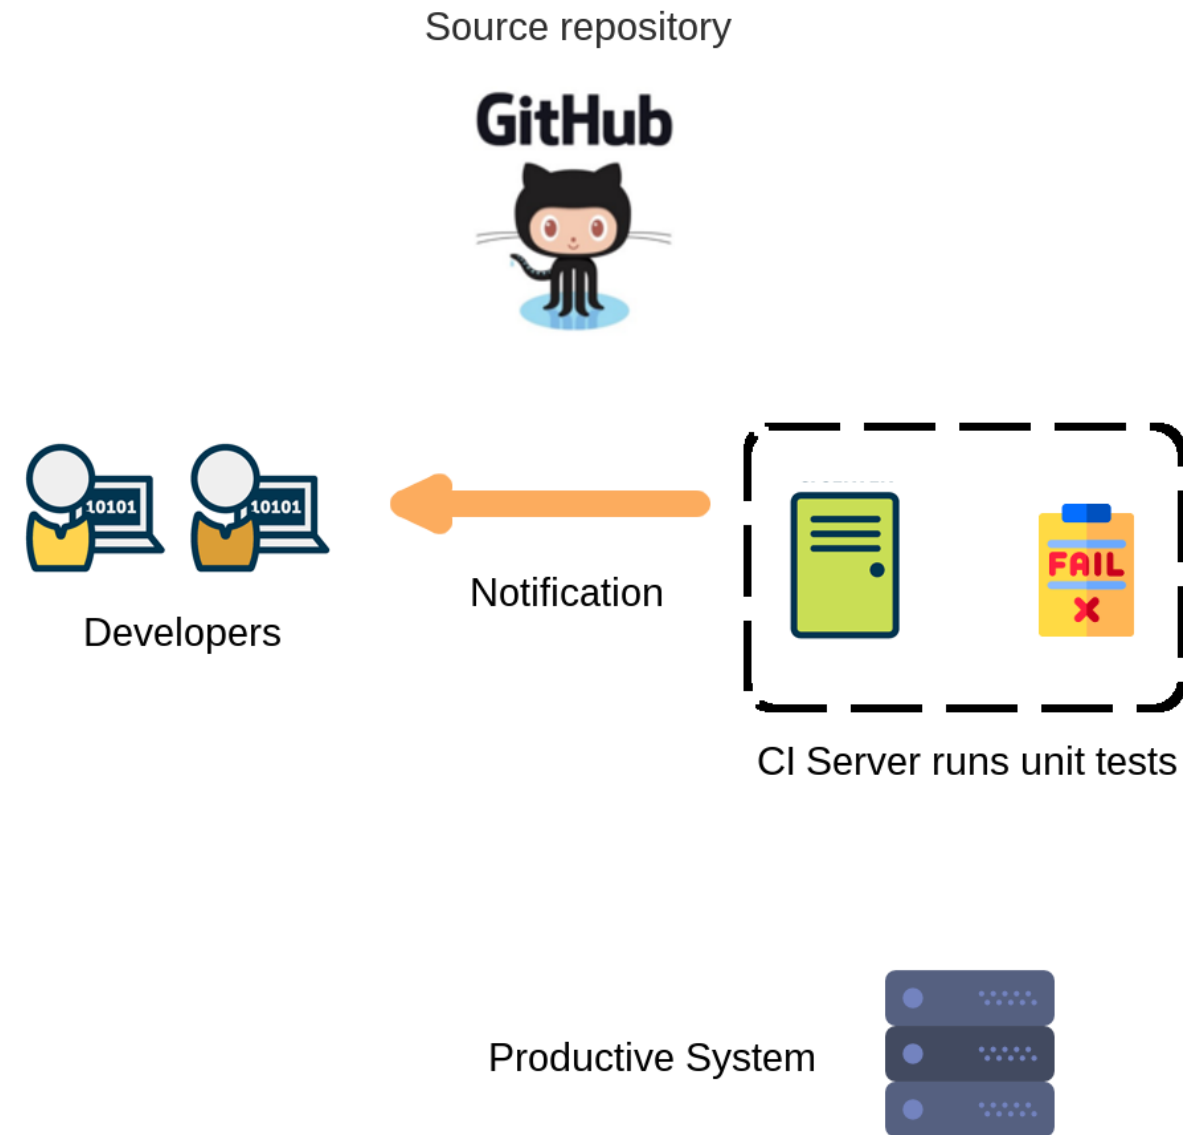 Source repository
GitHub
10101
10101
FAIL
Developers
Notification
CI Server runs unit tests
Productive System